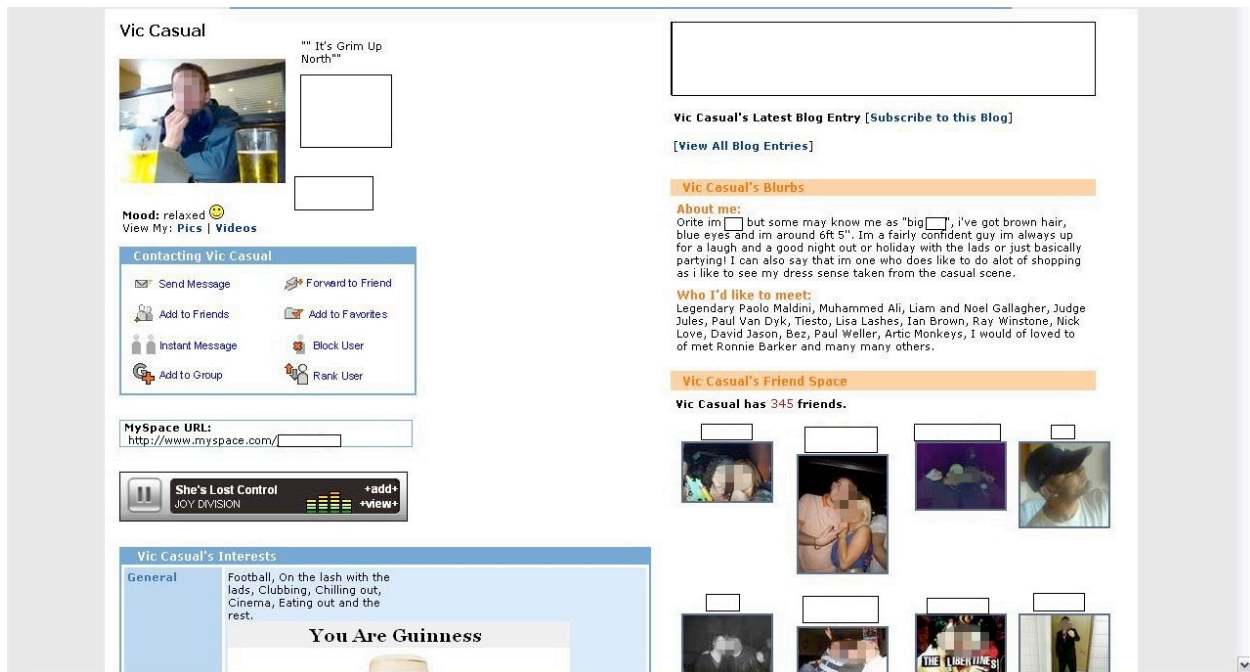 Vic Casual
"" It's Grim Up
North""
Mood: relaxed
View My: Pics | Videos
Contacting Vic Casual
Send Message
Forward to Friend
Add to Friends
Add to Favorites
Instant Message
Block User
Add to Group
Rank User
MySpace URL:
http://www.myspace.com/
She's Lost Control
JOY DIVISION
+add+
+view+
Vic Casual's Interests
General
Football, On the lash with the
lads, Clubbing, Chilling out,
Cinema, Eating out and the
rest.
You Are Guinness
Vic Casual's Latest Blog Entry [Subscribe to this Blog]
[View All Blog Entries]
Vic Casual's Blurbs
About me:
Orite im but some may know me as "big ", i've got brown hair,
blue eyes and im around 6ft 5". Im a fairly confident guy im always up
for a laugh and a good night out or holiday with the lads or just basically
partying! I can also say that im one who does like to do alot of shopping
as i like to see my dress sense taken from the casual scene.
Who I'd like to meet:
Legendary Paolo Maldini, Muhammed Ali, Liam and Noel Gallagher, Judge
Jules, Paul Van Dyk, Tiesto, Lisa Lashes, Ian Brown, Ray Winstone, Nick
Love, David Jason, Bez, Paul Weller, Artic Monkeys, I would of loved to
of met Ronnie Barker and many many others.
Vic Casual's Friend Space
Vic Casual has 345 friends.
THE LIBERTINES